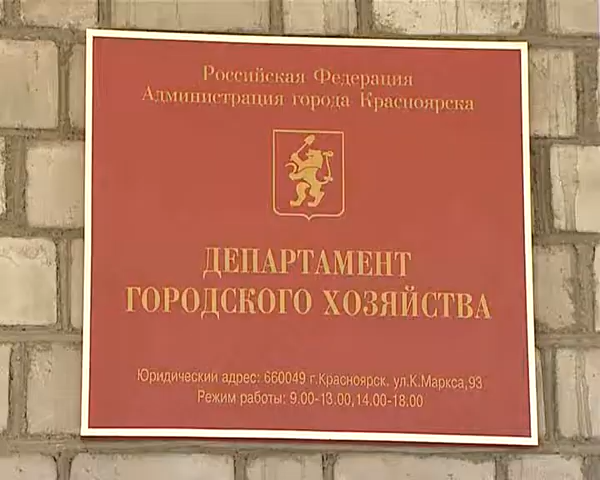 Российская Федерация
Администрация города Красноярска
ДЕПАРТАМЕНТ
ГОРОДСКОГО ХОЗЯЙСТВА
Юридический адрес: 660049 г.Красноярск, ул.К.Маркса,93
Режим работы: 9.00-13.00,14.00-18.00